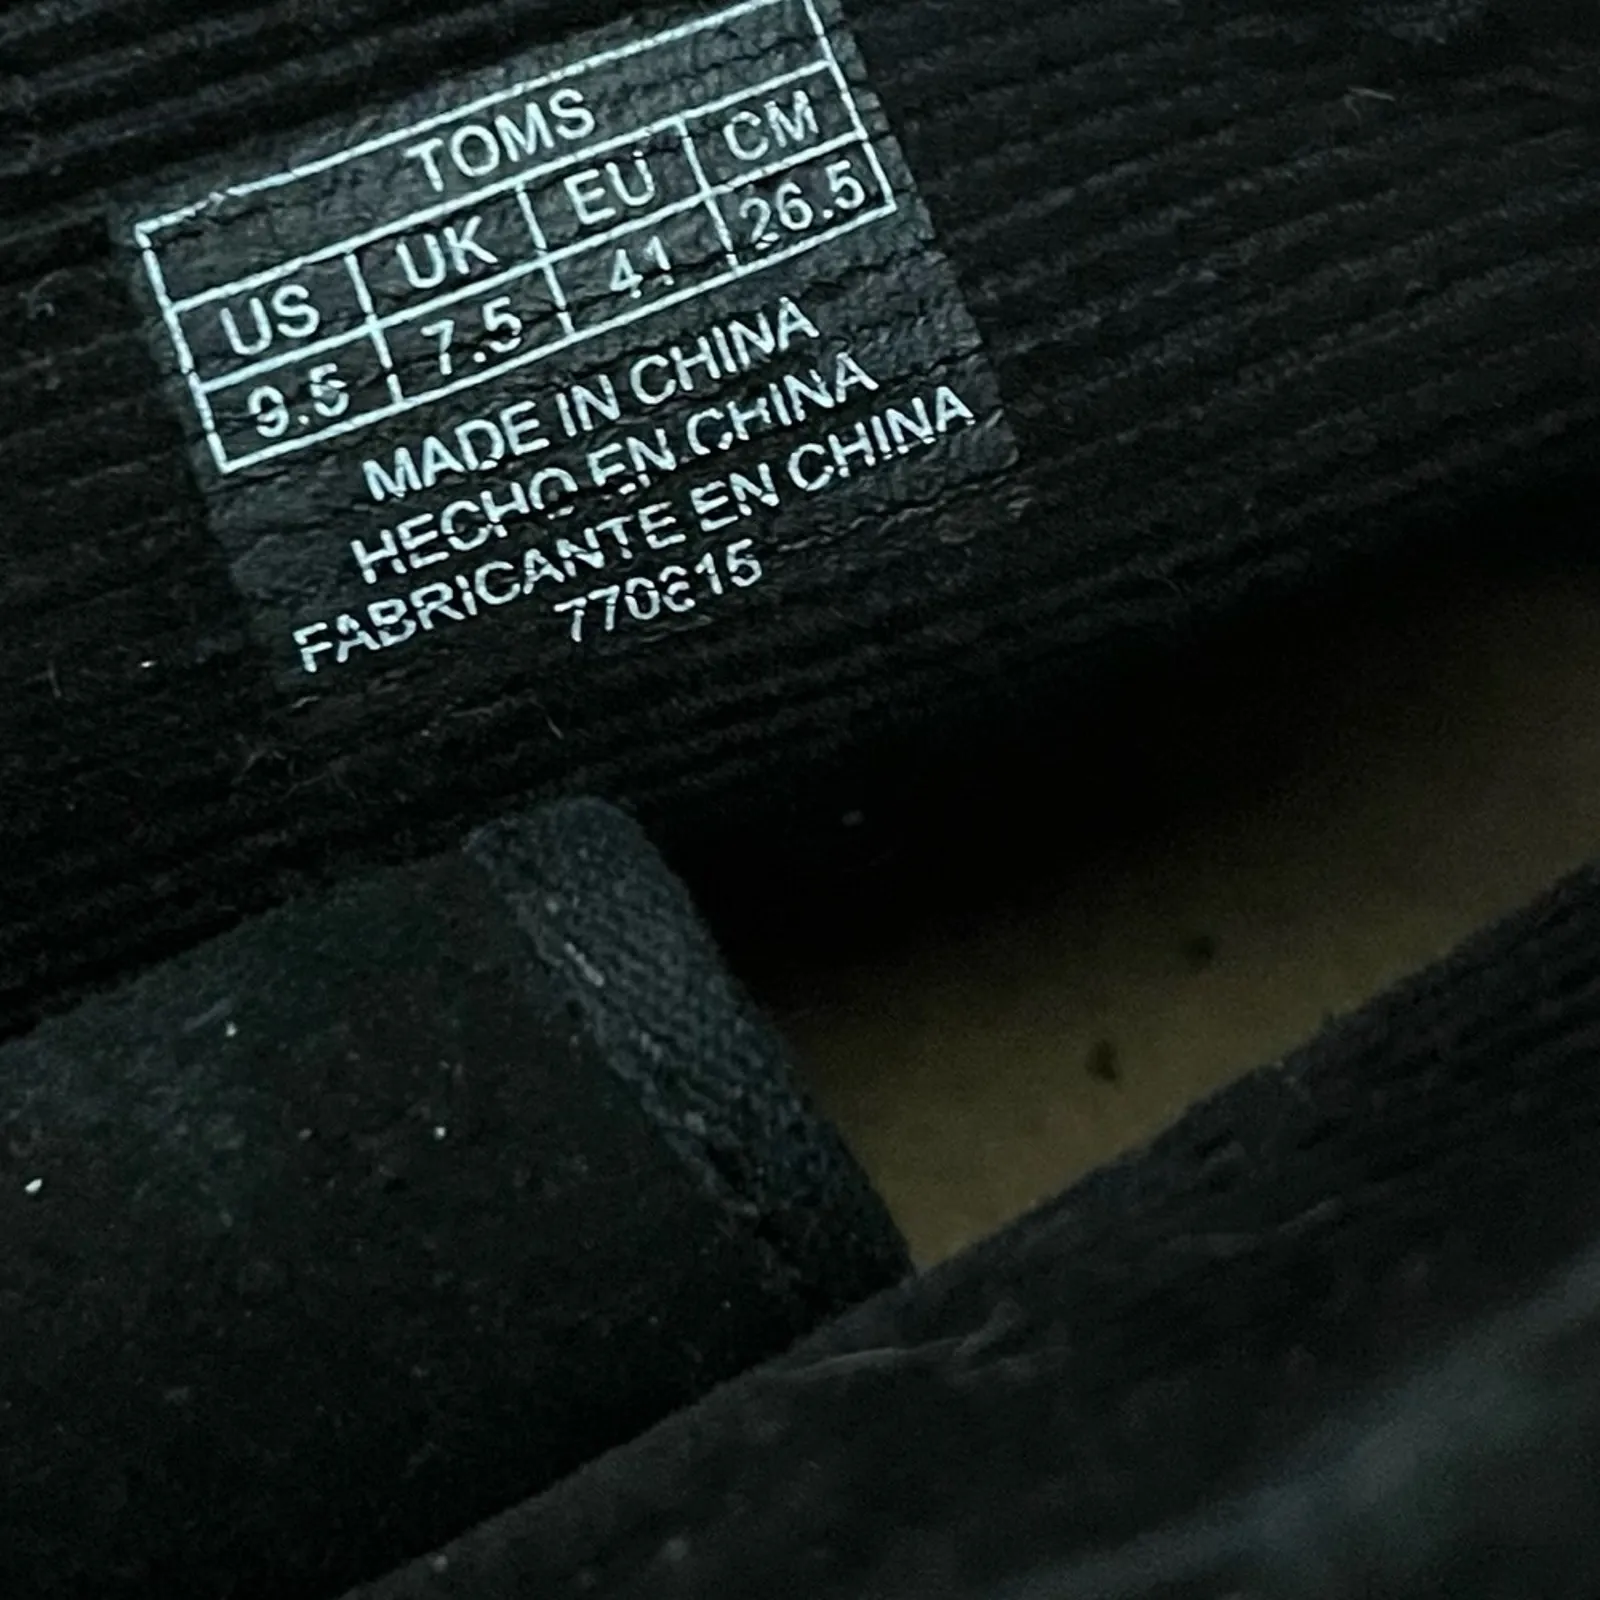 TOMS
US UK EU CM
9.5 7.5 41 26.5
MADE IN CHINA
HECHO EN CHINA
FABRICANTE EN CHINA
770615